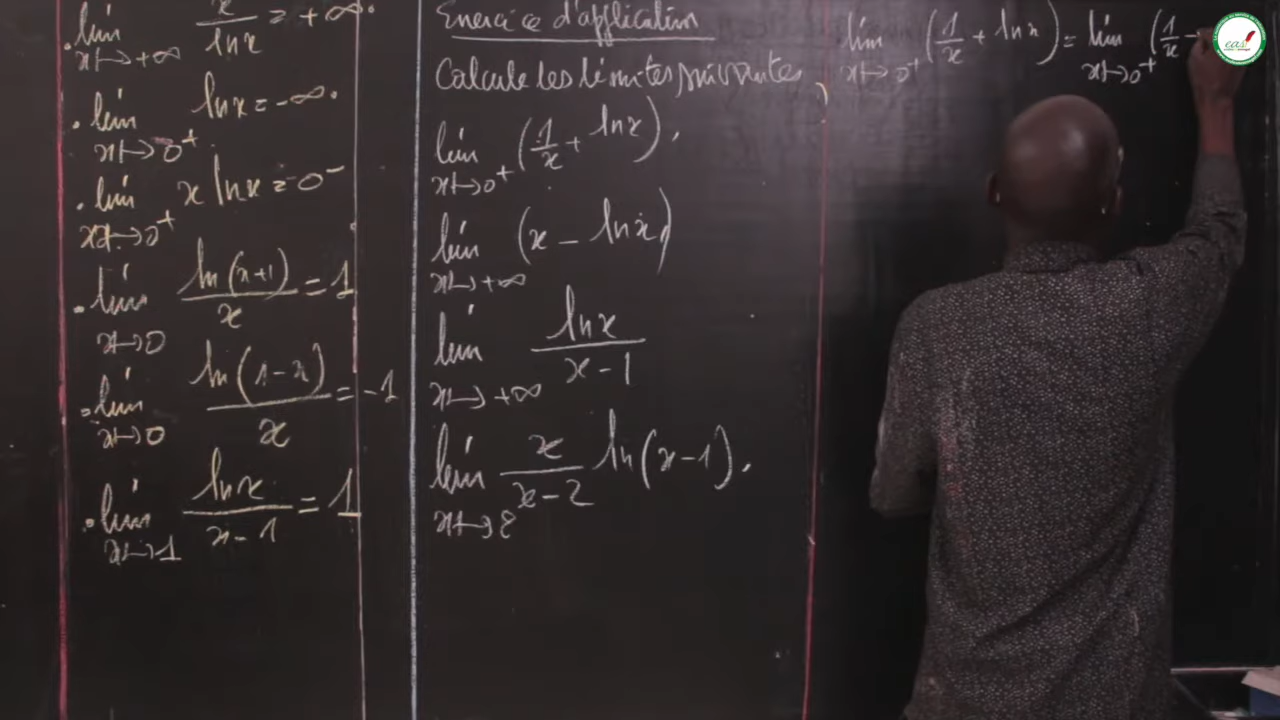 lim x↦+∞ x/lnx = +∞.
. lim x↦0+ lnx = -∞.
. lim x↦0+ x lnx = 0-
. lim x↦0 ln(x+1)/x = 1
. lim x↦0 ln(1-x)/x = -1
. lim x↦1 lnx/x-1 = 1
Exercice d'application
Calcule les limites suivantes
lim x↦0+ (1/x + lnx).
lim x↦+∞ (x - lnx)
lim x↦+∞ lnx/x-1
lim x↦2 x/x-2 ln(x-1).
lim x↦0+ (1/x + lnx) = lim x↦0+ (1/x
eas!